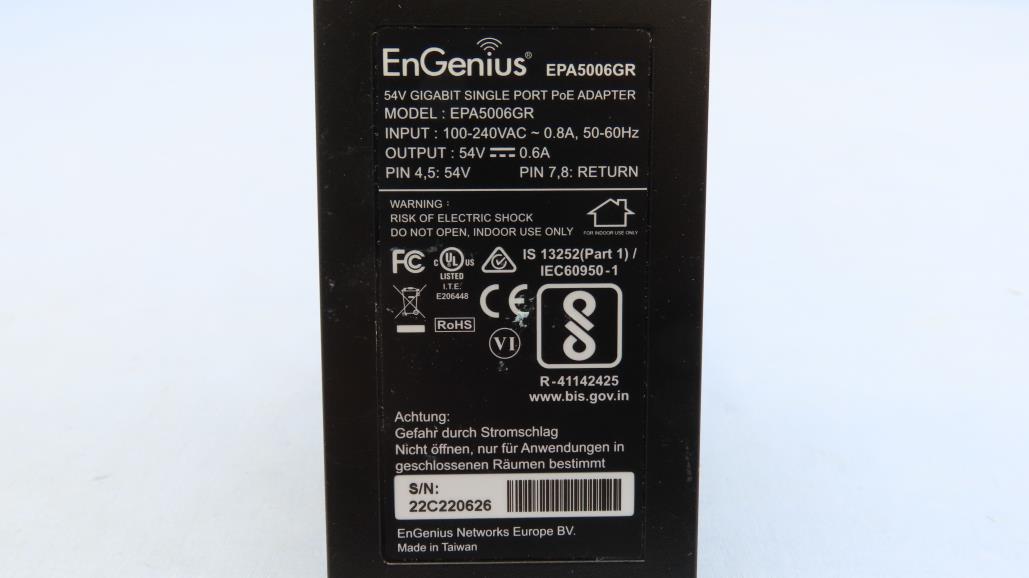 EnGenius® EPA5006GR
54V GIGABIT SINGLE PORT PoE ADAPTER
MODEL : EPA5006GR
INPUT : 100-240VAC ~ 0.8A, 50-60Hz
OUTPUT : 54V ⎓ 0.6A
PIN 4,5: 54V PIN 7,8: RETURN
WARNING :
RISK OF ELECTRIC SHOCK
DO NOT OPEN, INDOOR USE ONLY
FOR INDOOR USE ONLY
FC c UL US
LISTED
I.T.E.
E206448
IS 13252(Part 1) /
IEC60950-1
CE
RoHS
VI
R-41142425
www.bis.gov.in
Achtung:
Gefahr durch Stromschlag
Nicht öffnen, nur für Anwendungen in
geschlossenen Räumen bestimmt
S/N:
22C220626
EnGenius Networks Europe BV.
Made in Taiwan